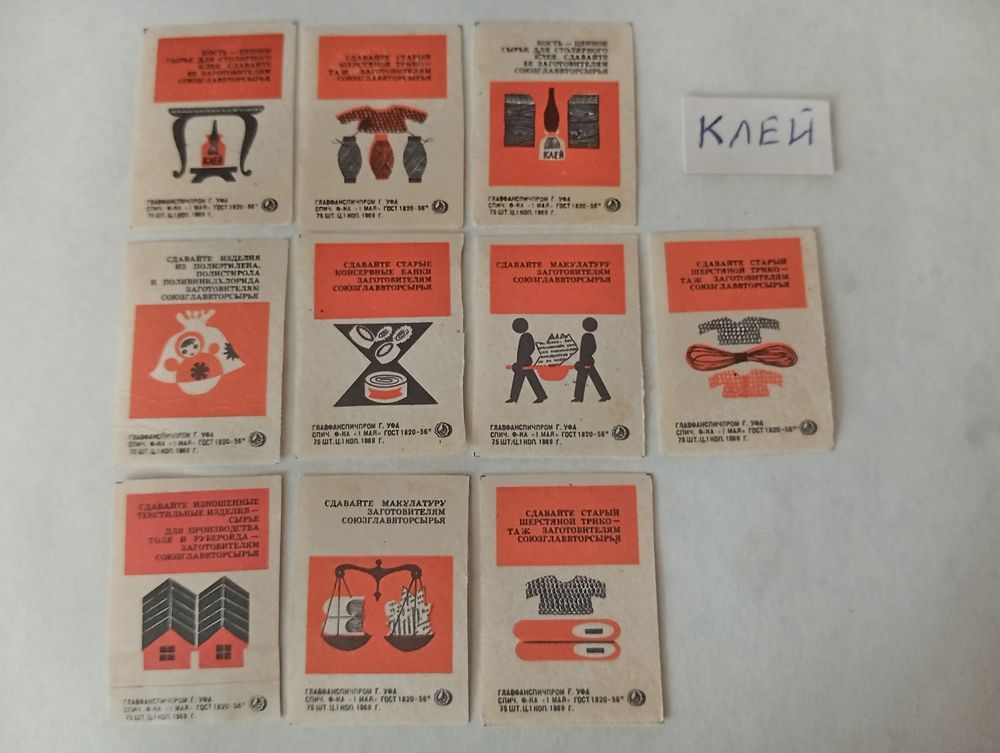 КОСТЬ — ЦЕННОЕ
СЫРЬЕ ДЛЯ СТОЛЯРНОГО
КЛЕЯ. СДАВАЙТЕ
ЕЕ ЗАГОТОВИТЕЛЯМ
СОЮЗГЛАВВТОРСЫРЬЯ
КЛЕЙ
ГЛАВФАНСПИЧПРОМ Г. УФА
СПИЧ. Ф-КА «1 МАЯ» ГОСТ 1820-56*
75 ШТ. Ц.1 КОП. 1969 Г.
СДАВАЙТЕ СТАРЫЙ
ШЕРСТЯНОЙ ТРИКО—
ТАЖ ЗАГОТОВИТЕЛЯМ
СОЮЗГЛАВВТОРСЫРЬЯ
ГЛАВФАНСПИЧПРОМ Г. УФА
СПИЧ. Ф-КА «1 МАЯ» ГОСТ 1820-56*
75 ШТ. Ц.1 КОП. 1969 Г.
КОСТЬ — ЦЕННОЕ
СЫРЬЕ ДЛЯ СТОЛЯРНОГО
КЛЕЯ. СДАВАЙТЕ
ЕЕ ЗАГОТОВИТЕЛЯМ
СОЮЗГЛАВВТОРСЫРЬЯ
КЛЕЙ
ГЛАВФАНСПИЧПРОМ Г. УФА
СПИЧ. Ф-КА «1 МАЯ» ГОСТ 1820-56*
75 ШТ. Ц.1 КОП. 1969 Г.
КЛЕЙ
СДАВАЙТЕ ИЗДЕЛИЯ
ИЗ ПОЛИЭТИЛЕНА,
ПОЛИСТИРОЛА
И ПОЛИВИНИЛХЛОРИДА
ЗАГОТОВИТЕЛЯМ
СОЮЗГЛАВВТОРСЫРЬЯ
ГЛАВФАНСПИЧПРОМ Г. УФА
СПИЧ. Ф-КА «1 МАЯ» ГОСТ 1820-56*
75 ШТ. Ц.1 КОП. 1969 Г.
СДАВАЙТЕ СТАРЫЕ
КОНСЕРВНЫЕ БАНКИ
ЗАГОТОВИТЕЛЯМ
СОЮЗГЛАВВТОРСЫРЬЯ
ГЛАВФАНСПИЧПРОМ Г. УФА
СПИЧ. Ф-КА «1 МАЯ» ГОСТ 1820-56*
75 ШТ. Ц.1 КОП. 1969 Г.
СДАВАЙТЕ МАКУЛАТУРУ
ЗАГОТОВИТЕЛЯМ
СОЮЗГЛАВВТОРСЫРЬЯ
ГЛАВФАНСПИЧПРОМ Г. УФА
СПИЧ. Ф-КА «1 МАЯ» ГОСТ 1820-56*
75 ШТ. Ц.1 КОП. 1969 Г.
СДАВАЙТЕ СТАРЫЙ
ШЕРСТЯНОЙ ТРИКО—
ТАЖ ЗАГОТОВИТЕЛЯМ
СОЮЗГЛАВВТОРСЫРЬЯ
ГЛАВФАНСПИЧПРОМ Г. УФА
СПИЧ. Ф-КА «1 МАЯ» ГОСТ 1820-56*
75 ШТ. Ц.1 КОП. 1969 Г.
СДАВАЙТЕ ИЗНОШЕННЫЕ
ТЕКСТИЛЬНЫЕ ИЗДЕЛИЯ—
СЫРЬЕ
ДЛЯ ПРОИЗВОДСТВА
ТОЛЯ И РУБЕРОЙДА—
ЗАГОТОВИТЕЛЯМ
СОЮЗГЛАВВТОРСЫРЬЯ
ГЛАВФАНСПИЧПРОМ Г. УФА
СПИЧ. Ф-КА «1 МАЯ» ГОСТ 1820-56*
75 ШТ. Ц.1 КОП. 1969 Г.
СДАВАЙТЕ МАКУЛАТУРУ
ЗАГОТОВИТЕЛЯМ
СОЮЗГЛАВВТОРСЫРЬЯ
ГЛАВФАНСПИЧПРОМ Г. УФА
СПИЧ. Ф-КА «1 МАЯ» ГОСТ 1820-56*
75 ШТ. Ц.1 КОП. 1969 Г.
СДАВАЙТЕ СТАРЫЙ
ШЕРСТЯНОЙ ТРИКО—
ТАЖ ЗАГОТОВИТЕЛЯМ
СОЮЗГЛАВВТОРСЫРЬЯ
ГЛАВФАНСПИЧПРОМ Г. УФА
СПИЧ. Ф-КА «1 МАЯ» ГОСТ 1820-56*
75 ШТ. Ц.1 КОП. 1969 Г.